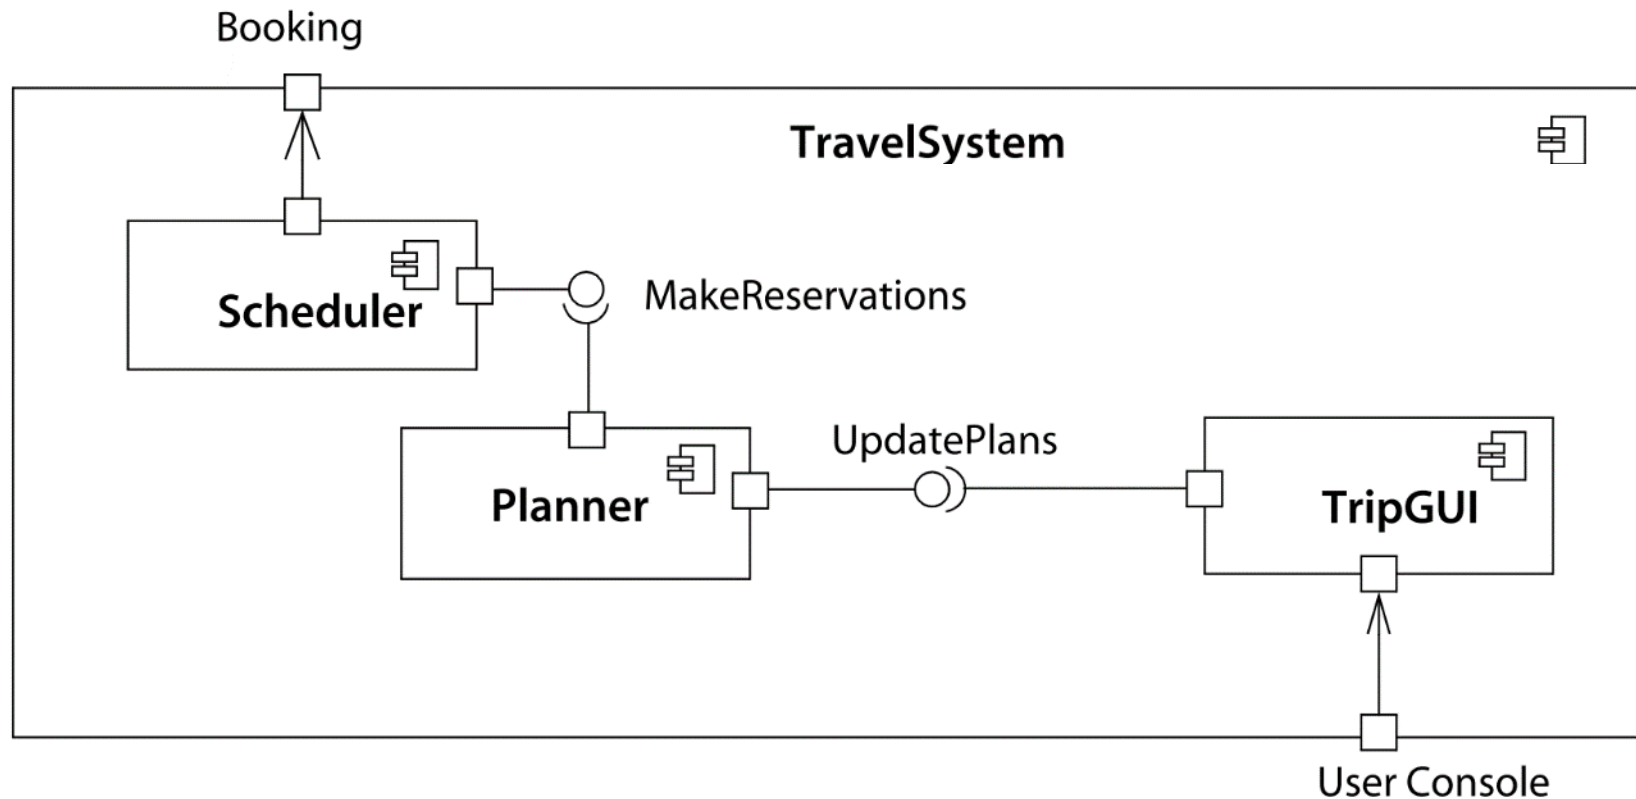 Booking
TravelSystem
Scheduler
MakeReservations
UpdatePlans
Planner
TripGUI
User Console